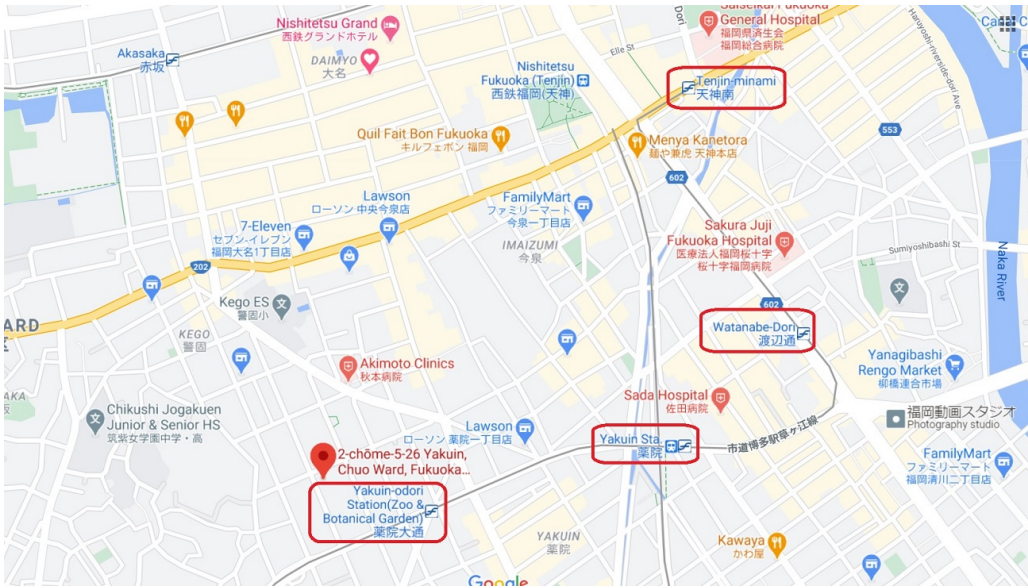 Nishitetsu Grand
西鉄グランドホテル
Saiseikai Fukuoka
General Hospital
福岡県済生会
福岡総合病院
Dori
Elle St
Haruyoshi-riverside-dori Ave
Akasaka
赤坂
DAIMYO
大名
Nishitetsu
Fukuoka (Tenjin)
西鉄福岡(天神)
Tenjin-minami
天神南
Quil Fait Bon Fukuoka
キルフェボン 福岡
Menya Kanetora
麺や兼虎 天神本店
553
602
Lawson
ローソン 中央今泉店
FamilyMart
ファミリーマート
今泉一丁目店
7-Eleven
セブン-イレブン
福岡大名1丁目店
IMAIZUMI
今泉
Sakura Juji
Fukuoka Hospital
医療法人福岡桜十字
桜十字福岡病院
Sumiyoshibashi St
Naka River
202
Kego ES
警固小
602
ARD
KEGO
警固
Watanabe-Dori
渡辺通
Akimoto Clinics
秋本病院
Yanagibashi
Rengo Market
柳橋連合市場
AKA
Sada Hospital
佐田病院
Chikushi Jogakuen
Junior & Senior HS
筑紫女学園中学・高
福岡動画スタジオ
Photography studio
Lawson
ローソン 薬院一丁目店
Yakuin Sta.
薬院
市道博多駅草ヶ江線
2-chōme-5-26 Yakuin,
Chuo Ward, Fukuoka...
FamilyMart
ファミリーマート
福岡清川二丁目店
Yakuin-odori
Station(Zoo &
Botanical Garden)
薬院大通
YAKUIN
薬院
Kawaya
かわ屋
Google